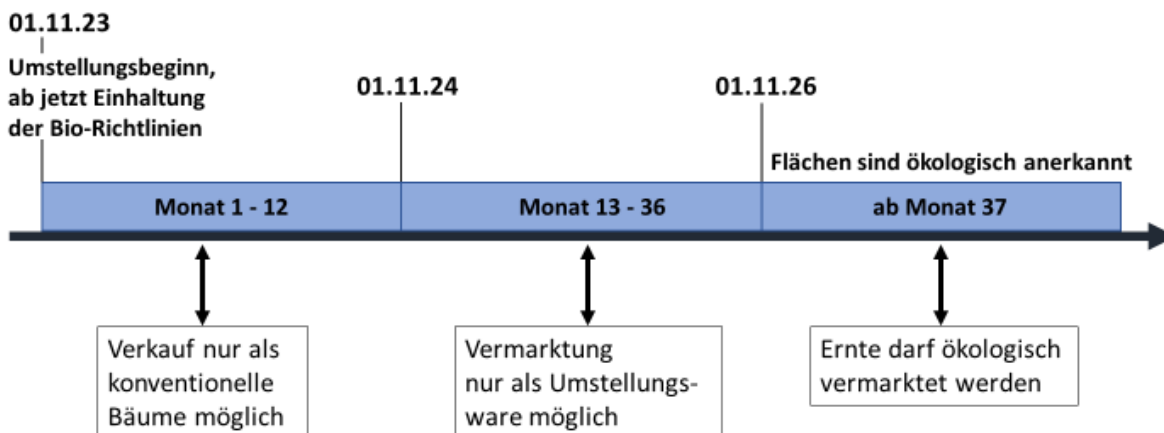 01.11.23
Umstellungsbeginn,
ab jetzt Einhaltung
der Bio-Richtlinien
01.11.24
01.11.26
Flächen sind ökologisch anerkannt
Monat 1 - 12
Monat 13 - 36
ab Monat 37
Verkauf nur als
konventionelle
Bäume möglich
Vermarktung
nur als Umstellungs-
ware möglich
Ernte darf ökologisch
vermarktet werden